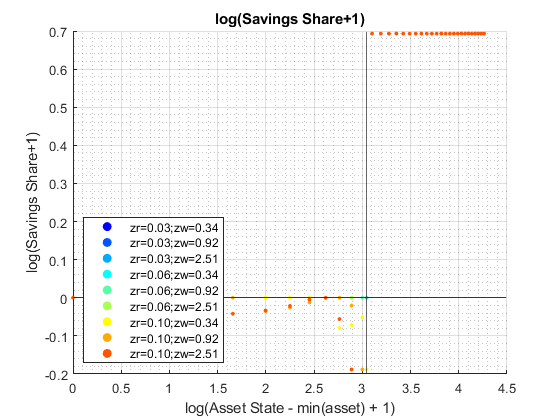 log(Savings Share+1)
log(Savings Share+1)
0.7
0.6
0.5
0.4
0.3
0.2
0.1
0
-0.1
-0.2
zr=0.03;zw=0.34
zr=0.03;zw=0.92
zr=0.03;zw=2.51
zr=0.06;zw=0.34
zr=0.06;zw=0.92
zr=0.06;zw=2.51
zr=0.10;zw=0.34
zr=0.10;zw=0.92
zr=0.10;zw=2.51
0 0.5 1 1.5 2 2.5 3 3.5 4 4.5
log(Asset State - min(asset) + 1)